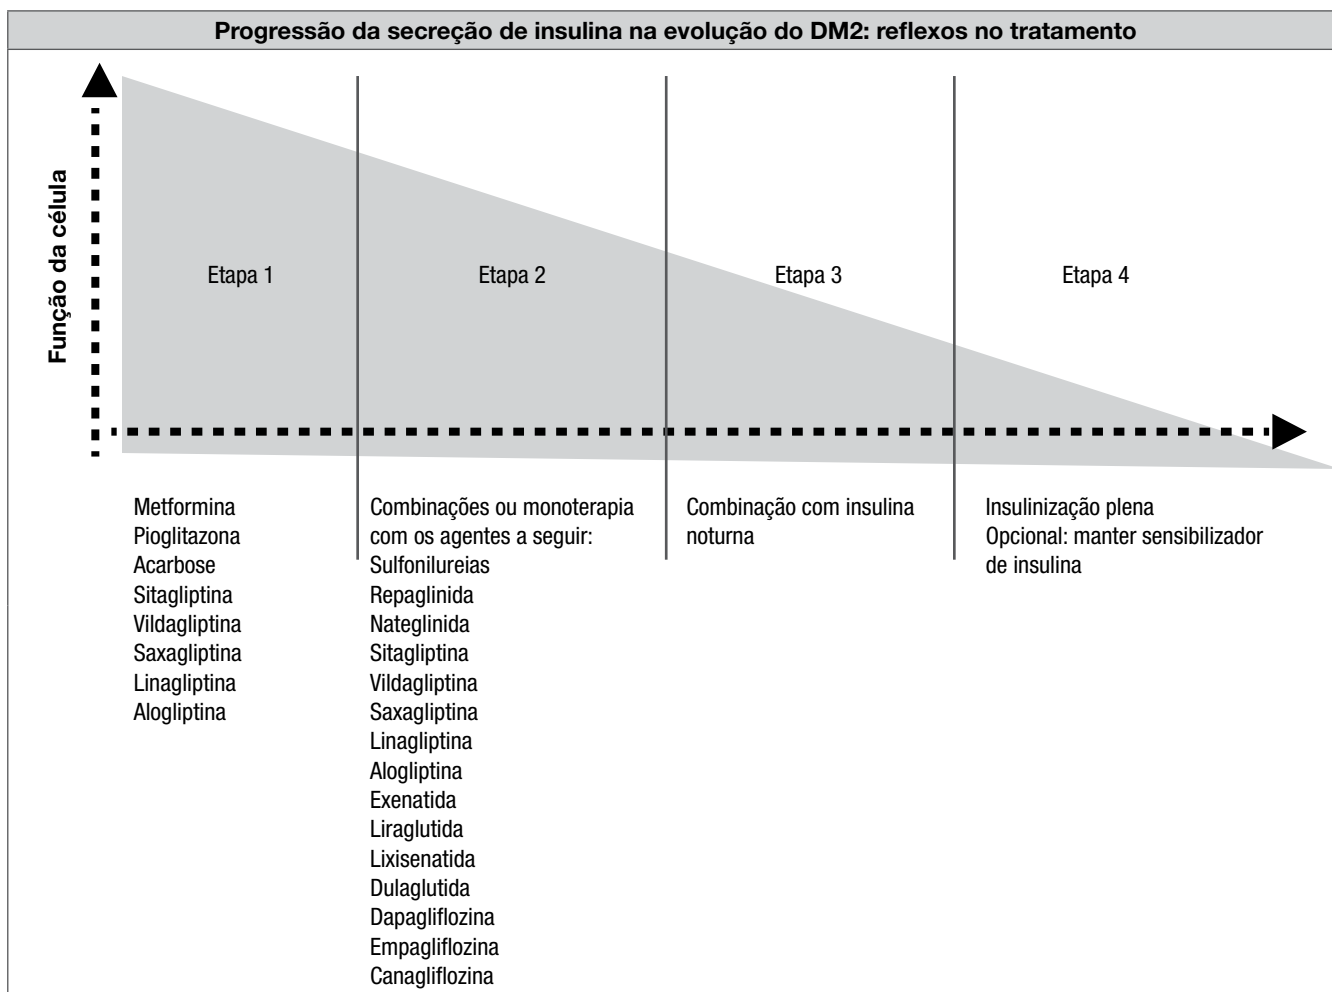 Progressão da secreção de insulina na evolução do DM2: reflexos no tratamento
Função da célula
Etapa 1
Etapa 2
Etapa 3
Etapa 4
Metformina
Pioglitazona
Acarbose
Sitagliptina
Vildagliptina
Saxagliptina
Linagliptina
Alogliptina
Combinações ou monoterapia
com os agentes a seguir:
Sulfonilureias
Repaglinida
Nateglinida
Sitagliptina
Vildagliptina
Saxagliptina
Linagliptina
Alogliptina
Exenatida
Liraglutida
Lixisenatida
Dulaglutida
Dapagliflozina
Empagliflozina
Canagliflozina
Combinação com insulina
noturna
Insulinização plena
Opcional: manter sensibilizador
de insulina